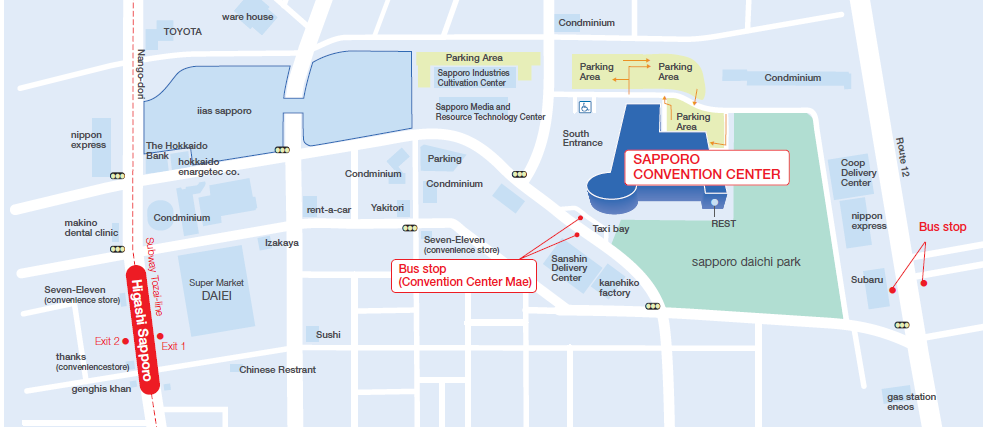 ware house
TOYOTA
Condminium
Nango-dori
Parking Area
Sapporo Industries
Cultivation Center
Parking
Area
Parking
Area
Condminium
iias sapporo
Sapporo Media and
Resource Technology Center
Parking
Area
nippon
express
The Hokkaido
Bank
hokkaido
enargetec co.
South
Entrance
Route 12
Parking
SAPPORO
CONVENTION CENTER
Condminium
Condminium
Coop
Delivery
Center
rent-a-car
Yakitori
makino
dental clinic
Condminium
REST
nippon
express
Bus stop
Taxi bay
Izakaya
Seven-Eleven
(convenience store)
Subway Tozai-line
Bus stop
(Convention Center Mae)
Sanshin
Delivery
Center
sapporo daichi park
kanehiko
factory
Subaru
Super Market
DAIEI
Seven-Eleven
(convenience store)
Higashi Sapporo
Exit 2
Exit 1
Sushi
thanks
(conveniencestore)
Chinese Restrant
genghis khan
gas station
eneos